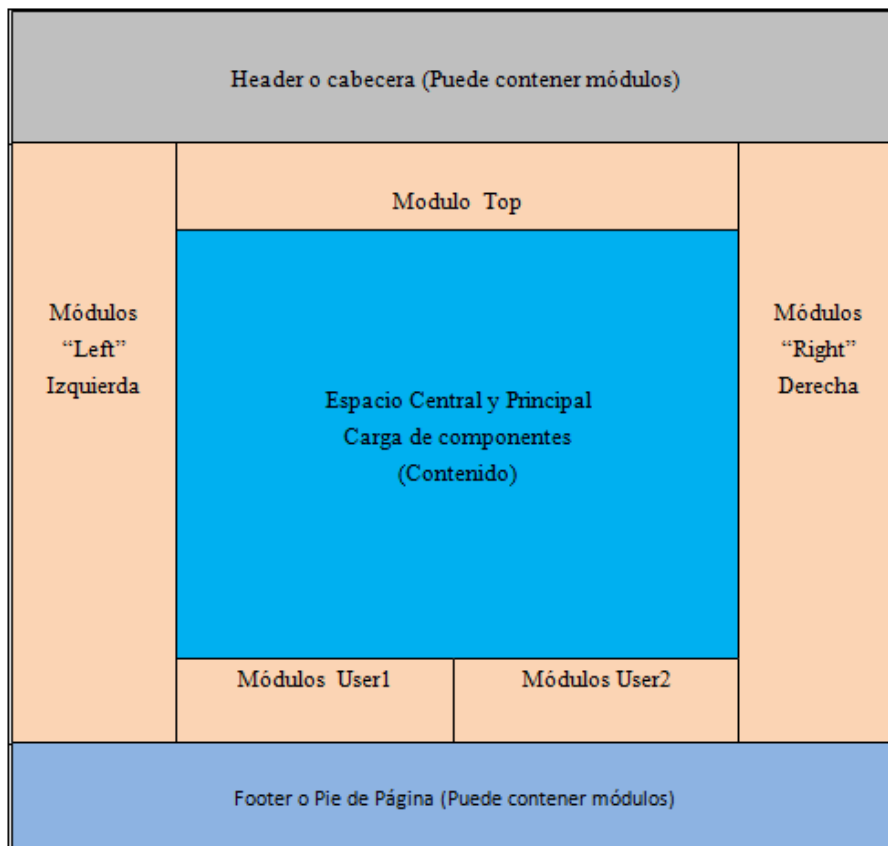 Header o cabecera (Puede contener módulos)
Modulo Top
Módulos
“Left”
Izquierda
Espacio Central y Principal
Carga de componentes
(Contenido)
Módulos
“Right”
Derecha
Módulos User1
Módulos User2
Footer o Pie de Página (Puede contener módulos)